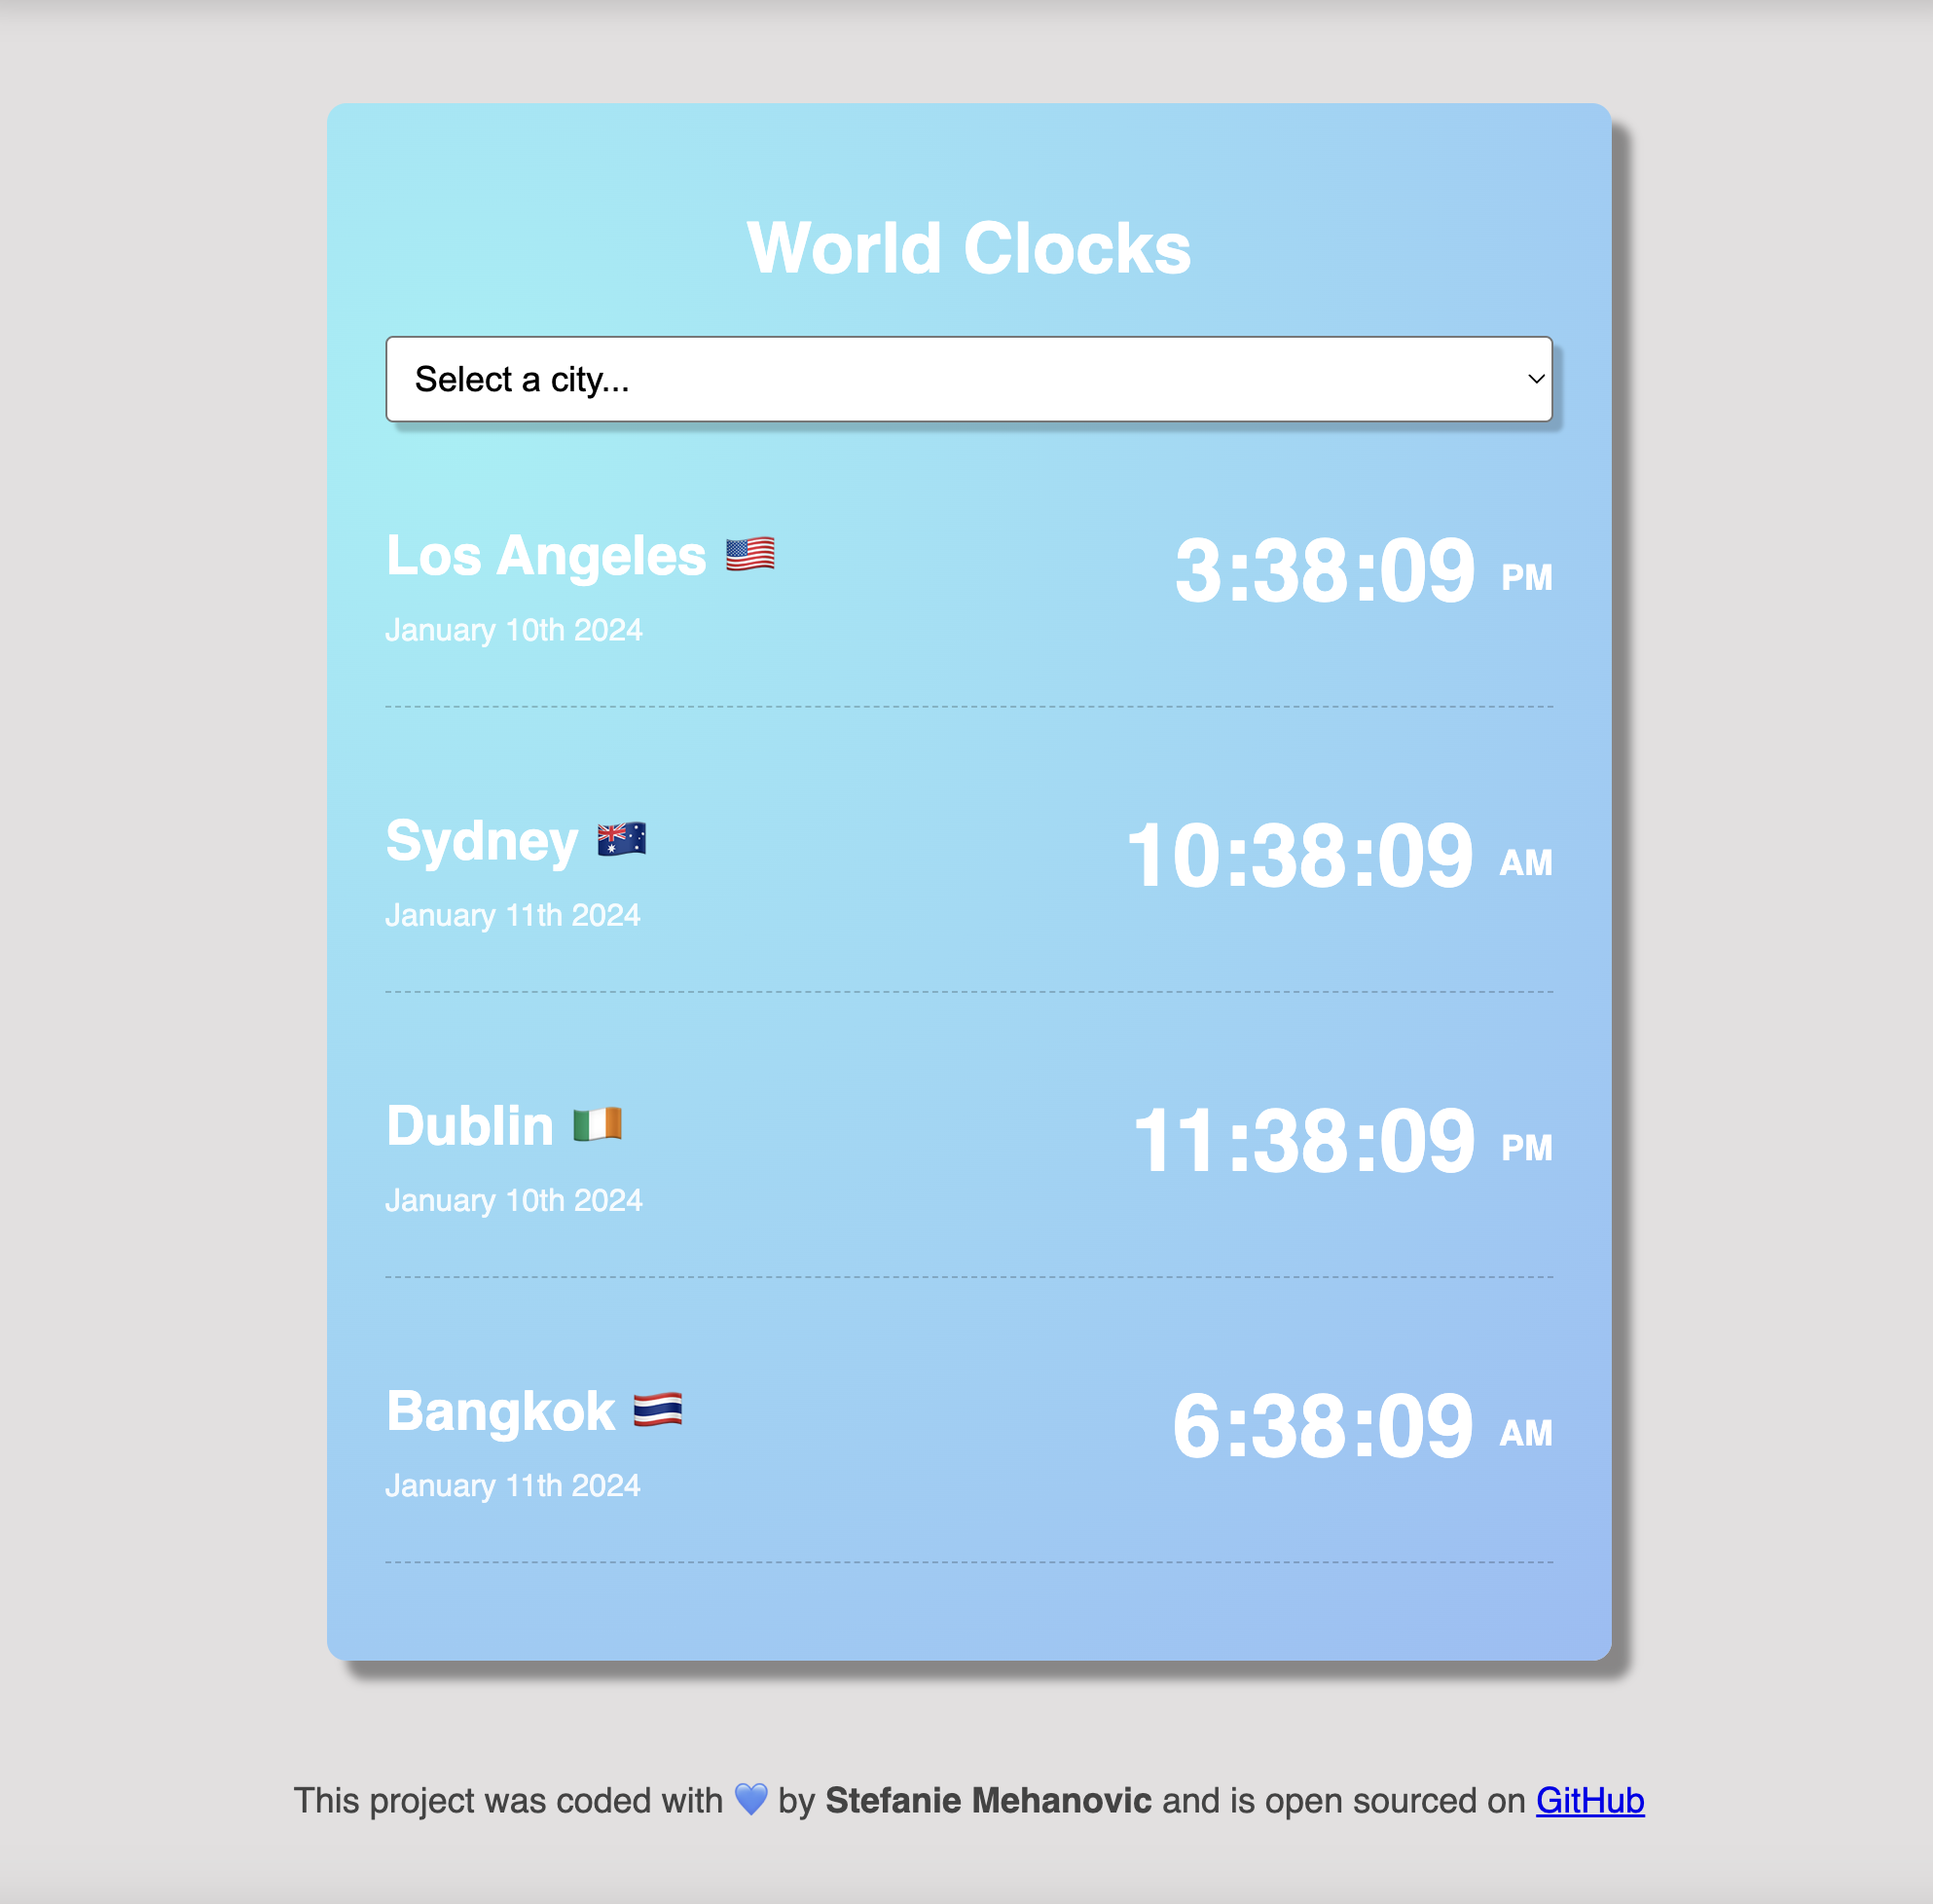 World Clocks
Select a city...
Los Angeles 🇺🇸
3:38:09 PM
January 10th 2024
Sydney 🇦🇺
10:38:09 AM
January 11th 2024
Dublin 🇮🇪
11:38:09 PM
January 10th 2024
Bangkok 🇹🇭
6:38:09 AM
January 11th 2024
This project was coded with 💙 by Stefanie Mehanovic and is open sourced on GitHub